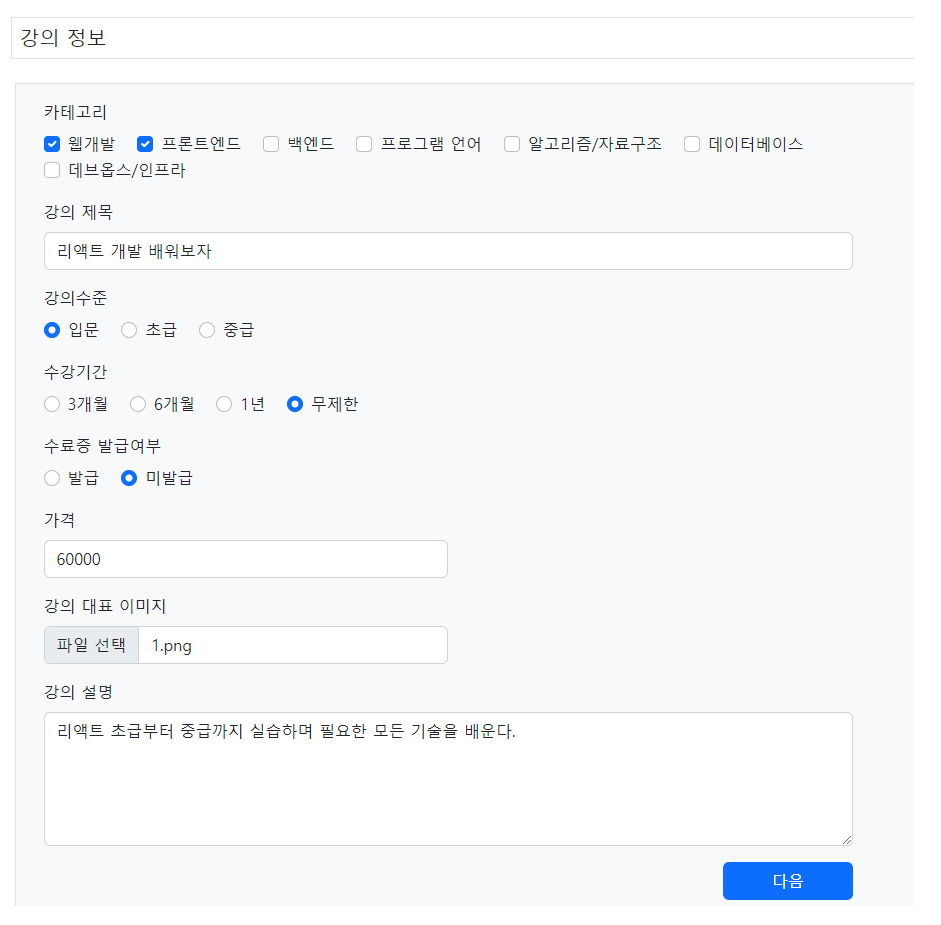 강의 정보
카테고리
웹개발 프론트엔드 백엔드 프로그램 언어 알고리즘/자료구조 데이터베이스
데브옵스/인프라
강의 제목
리액트 개발 배워보자
강의수준
입문 초급 중급
수강기간
3개월 6개월 1년 무제한
수료증 발급여부
발급 미발급
가격
60000
강의 대표 이미지
파일 선택 1.png
강의 설명
리액트 초급부터 중급까지 실습하며 필요한 모든 기술을 배운다.
다음